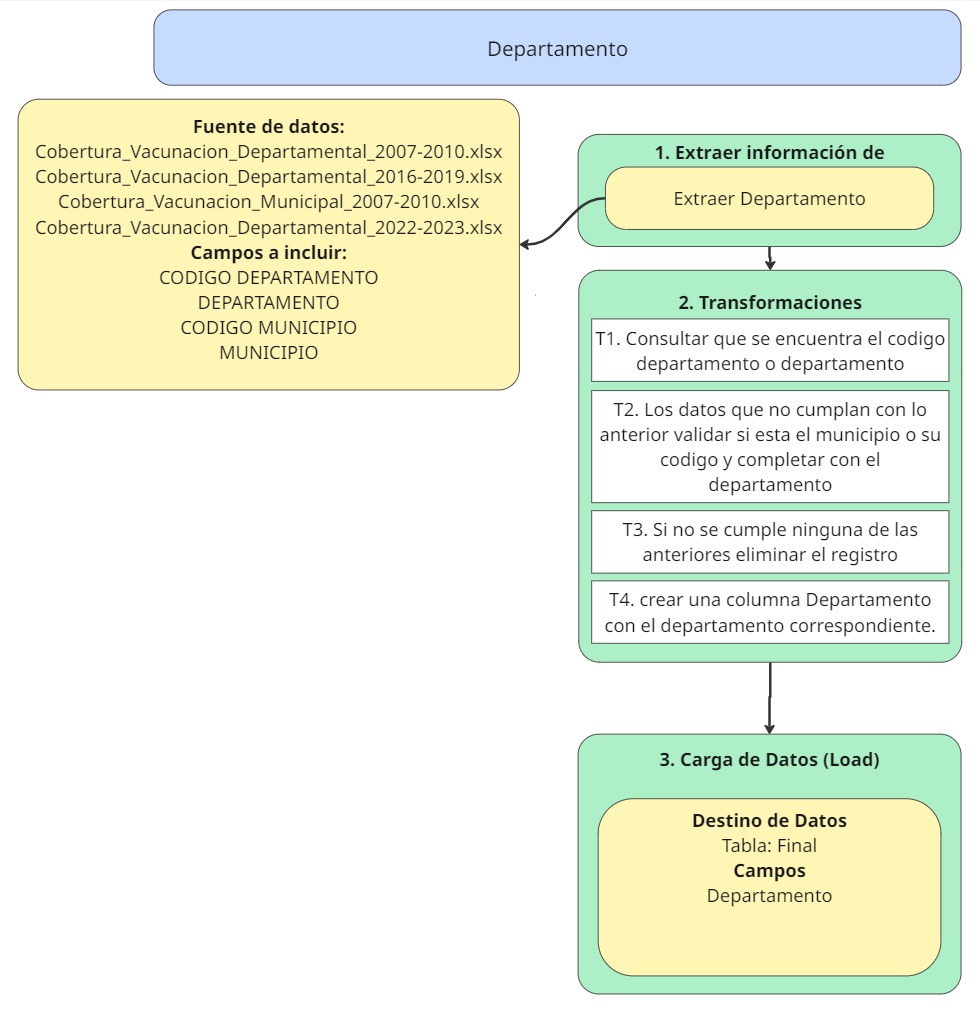 Departamento
Fuente de datos:
Cobertura_Vacunacion_Departamental_2007-2010.xlsx
Cobertura_Vacunacion_Departamental_2016-2019.xlsx
Cobertura_Vacunacion_Municipal_2007-2010.xlsx
Cobertura_Vacunacion_Departamental_2022-2023.xlsx
Campos a incluir:
CODIGO DEPARTAMENTO
DEPARTAMENTO
CODIGO MUNICIPIO
MUNICIPIO
1. Extraer información de
Extraer Departamento
2. Transformaciones
T1. Consultar que se encuentra el codigo
departamento o departamento
T2. Los datos que no cumplan con lo
anterior validar si esta el municipio o su
codigo y completar con el
departamento
T3. Si no se cumple ninguna de las
anteriores eliminar el registro
T4. crear una columna Departamento
con el departamento correspondiente.
3. Carga de Datos (Load)
Destino de Datos
Tabla: Final
Campos
Departamento